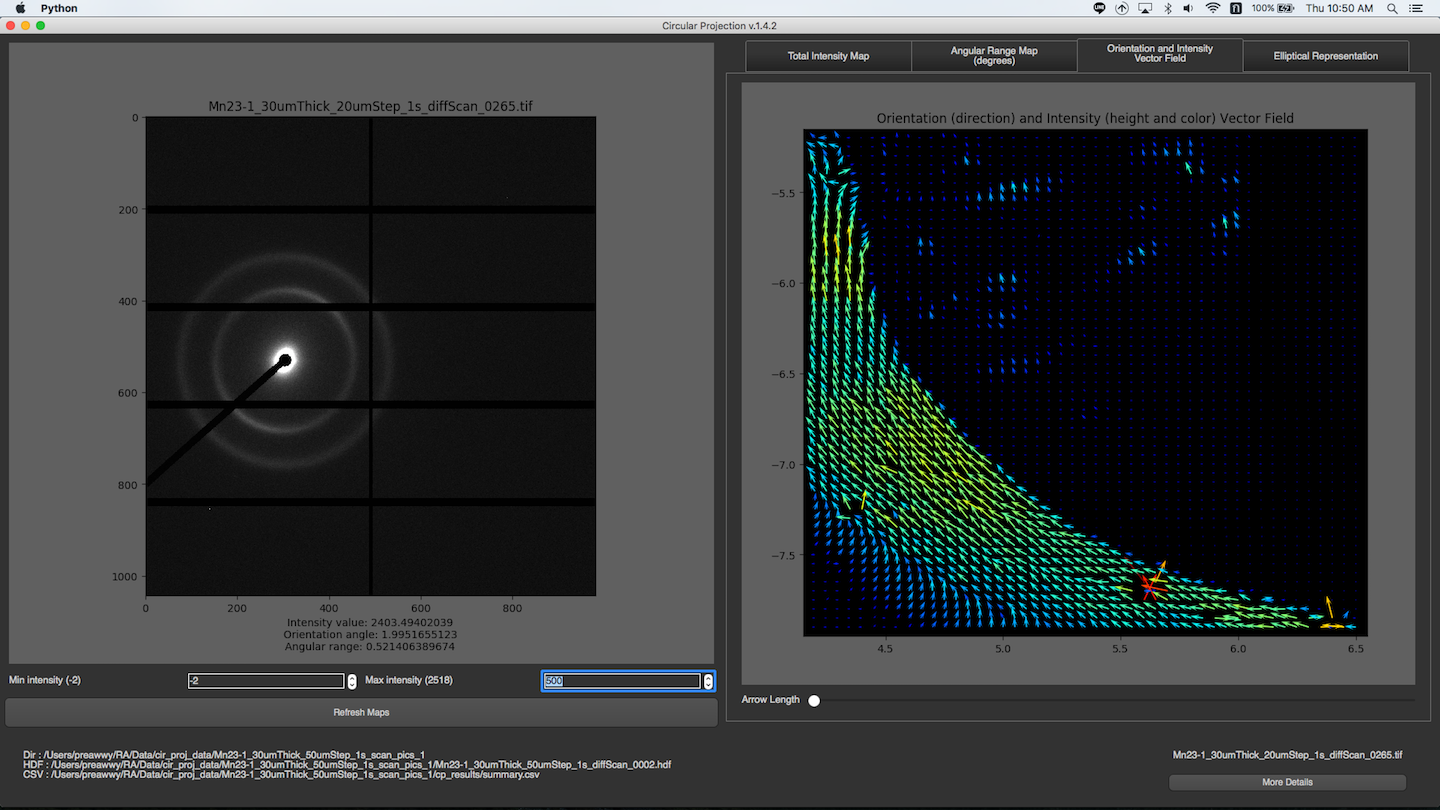 Python
100%
Thu 10:50 AM
Circular Projection v.1.4.2
Total Intensity Map
Angular Range Map
(degrees)
Orientation and Intensity
Vector Field
Elliptical Representation
Mn23-1_30umThick_20umStep_1s_diffScan_0265.tif
0
200
400
600
800
1000
0
200
400
600
800
Intensity value: 2403.49402039
Orientation angle: 1.9951655123
Angular range: 0.521406389674
Orientation (direction) and Intensity (height and color) Vector Field
−5.5
−6.0
−6.5
−7.0
−7.5
4.5
5.0
5.5
6.0
6.5
Min intensity (-2)
-2
Max intensity (2518)
500
Arrow Length
Refresh Maps
Dir : /Users/preawwy/RA/Data/cir_proj_data/Mn23-1_30umThick_50umStep_1s_scan_pics_1
HDF : /Users/preawwy/RA/Data/cir_proj_data/Mn23-1_30umThick_50umStep_1s_scan_pics_1/Mn23-1_30umThick_50umStep_1s_diffScan_0002.hdf
CSV : /Users/preawwy/RA/Data/cir_proj_data/Mn23-1_30umThick_50umStep_1s_scan_pics_1/cp_results/summary.csv
Mn23-1_30umThick_20umStep_1s_diffScan_0265.tif
More Details